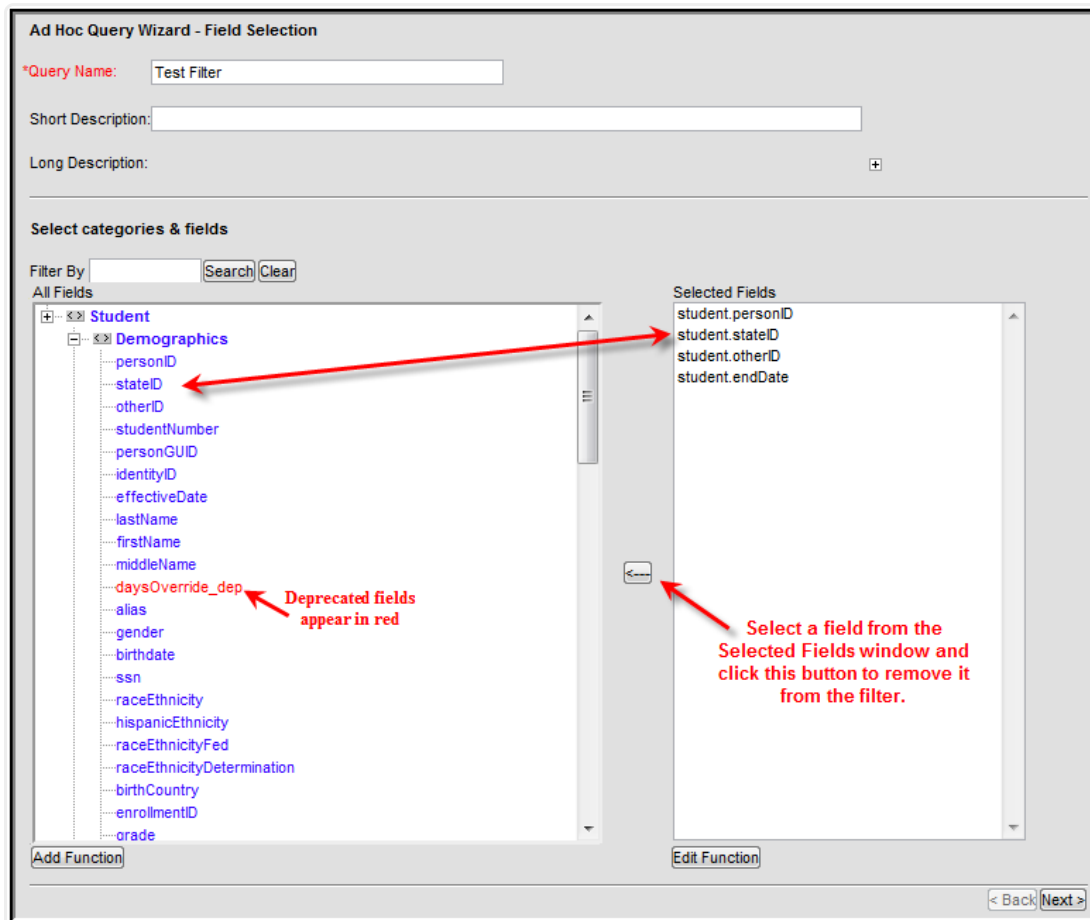 Ad Hoc Query Wizard - Field Selection
*Query Name: Test Filter
Short Description:
Long Description:
Select categories & fields
Filter By Search Clear
All Fields
Student
Demographics
personID
stateID
otherID
studentNumber
personGUID
identityID
effectiveDate
lastName
firstName
middleName
daysOverride_dep
alias
gender
birthdate
ssn
raceEthnicity
hispanicEthnicity
raceEthnicityFed
raceEthnicityDetermination
birthCountry
enrollmentID
grade
Deprecated fields
appear in red
Add Function
<---
Selected Fields
student.personID
student.stateID
student.otherID
student.endDate
Select a field from the
Selected Fields window and
click this button to remove it
from the filter.
Edit Function
< Back Next >